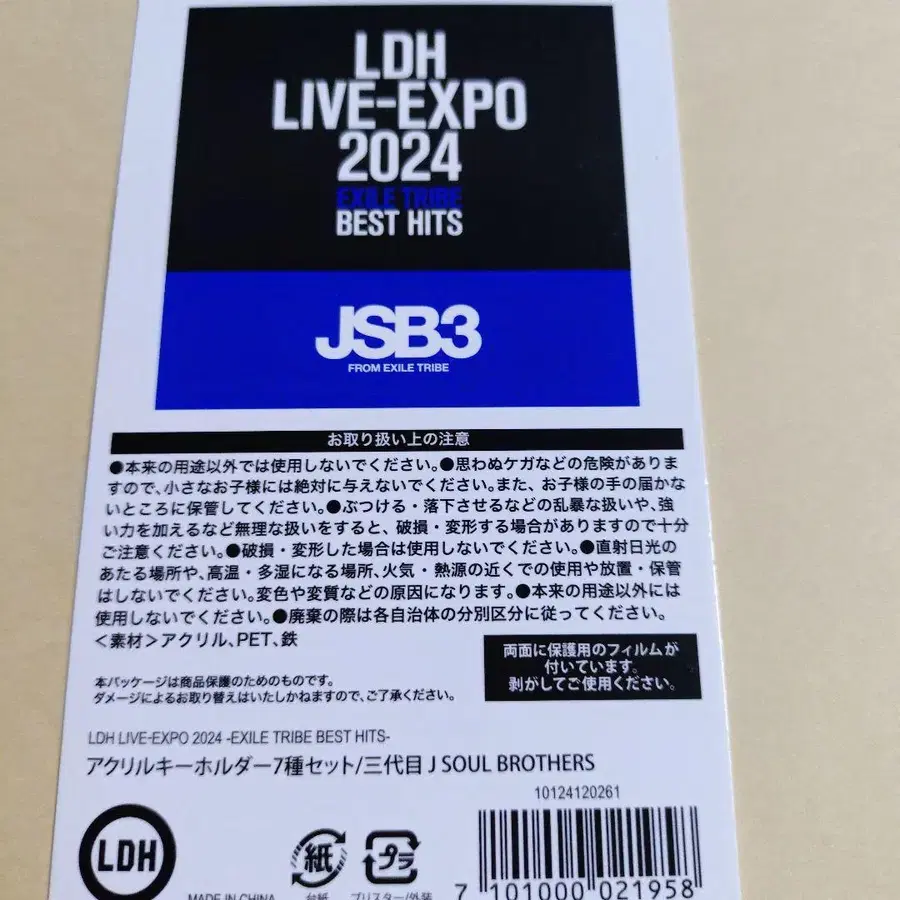 LDH
LIVE-EXPO
2024
EXILE TRIBE
BEST HITS
JSB3
FROM EXILE TRIBE
お取り扱い上の注意
●本来の用途以外では使用しないでください。●思わぬケガなどの危険がありま
すので、小さなお子様には絶対に与えないでください。また、お子様の手の届かな
いところに保管してください。●ぶつける・落下させるなどの乱暴な扱いや、強
い力を加えるなど無理な扱いをすると、破損・変形する場合がありますので十分
ご注意ください。●破損・変形した場合は使用しないでください。●直射日光の
あたる場所や、高温・多湿になる場所、火気・熱源の近くでの使用や放置・保管
はしないでください。変色や変質などの原因になります。●本来の用途以外には
使用しないでください。●廃棄の際は各自治体の分別区分に従ってください。
＜素材＞アクリル、PET、鉄
両面に保護用のフィルムが
付いています。
剥がしてご使用ください。
本パッケージは商品保護のためのものです。
ダメージによるお取り替えはいたしかねますので、ご了承ください。
LDH LIVE-EXPO 2024 -EXILE TRIBE BEST HITS-
アクリルキーホルダー7種セット/三代目 J SOUL BROTHERS
10124120261
LDH
MADE IN CHINA
紙
台紙
プラ
ブリスター/外装
7 101000 021958